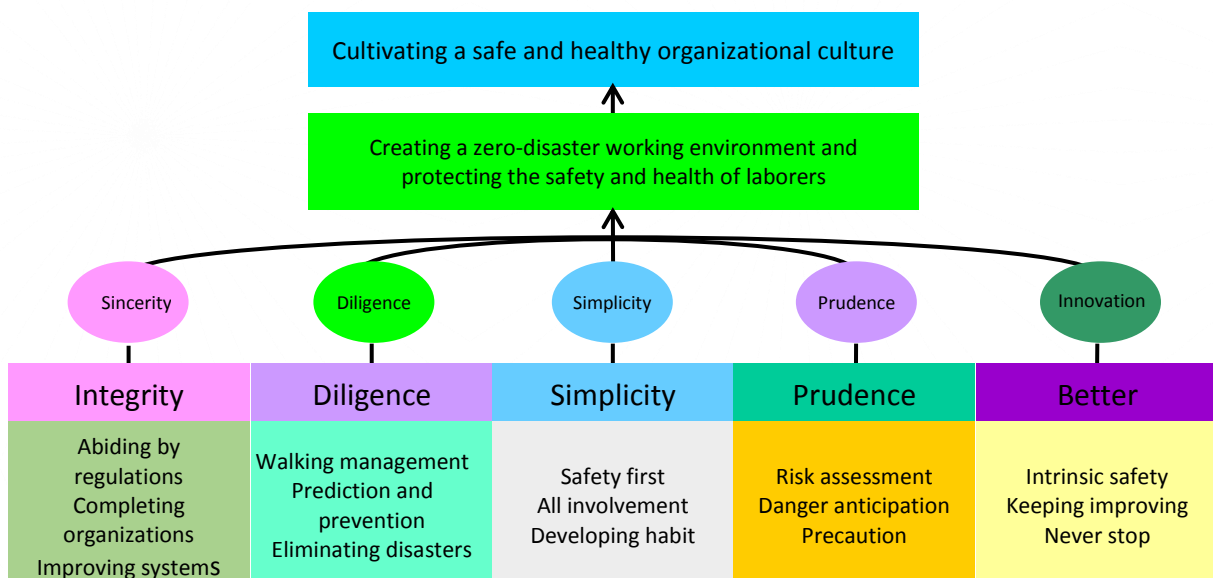 Cultivating a safe and healthy organizational culture
Creating a zero-disaster working environment and
protecting the safety and health of laborers
Sincerity
Diligence
Simplicity
Prudence
Innovation
Integrity
Diligence
Simplicity
Prudence
Better
Abiding by
regulations
Completing
organizations
Improving systems
Walking management
Prediction and
prevention
Eliminating disasters
Safety first
All involvement
Developing habit
Risk assessment
Danger anticipation
Precaution
Intrinsic safety
Keeping improving
Never stop